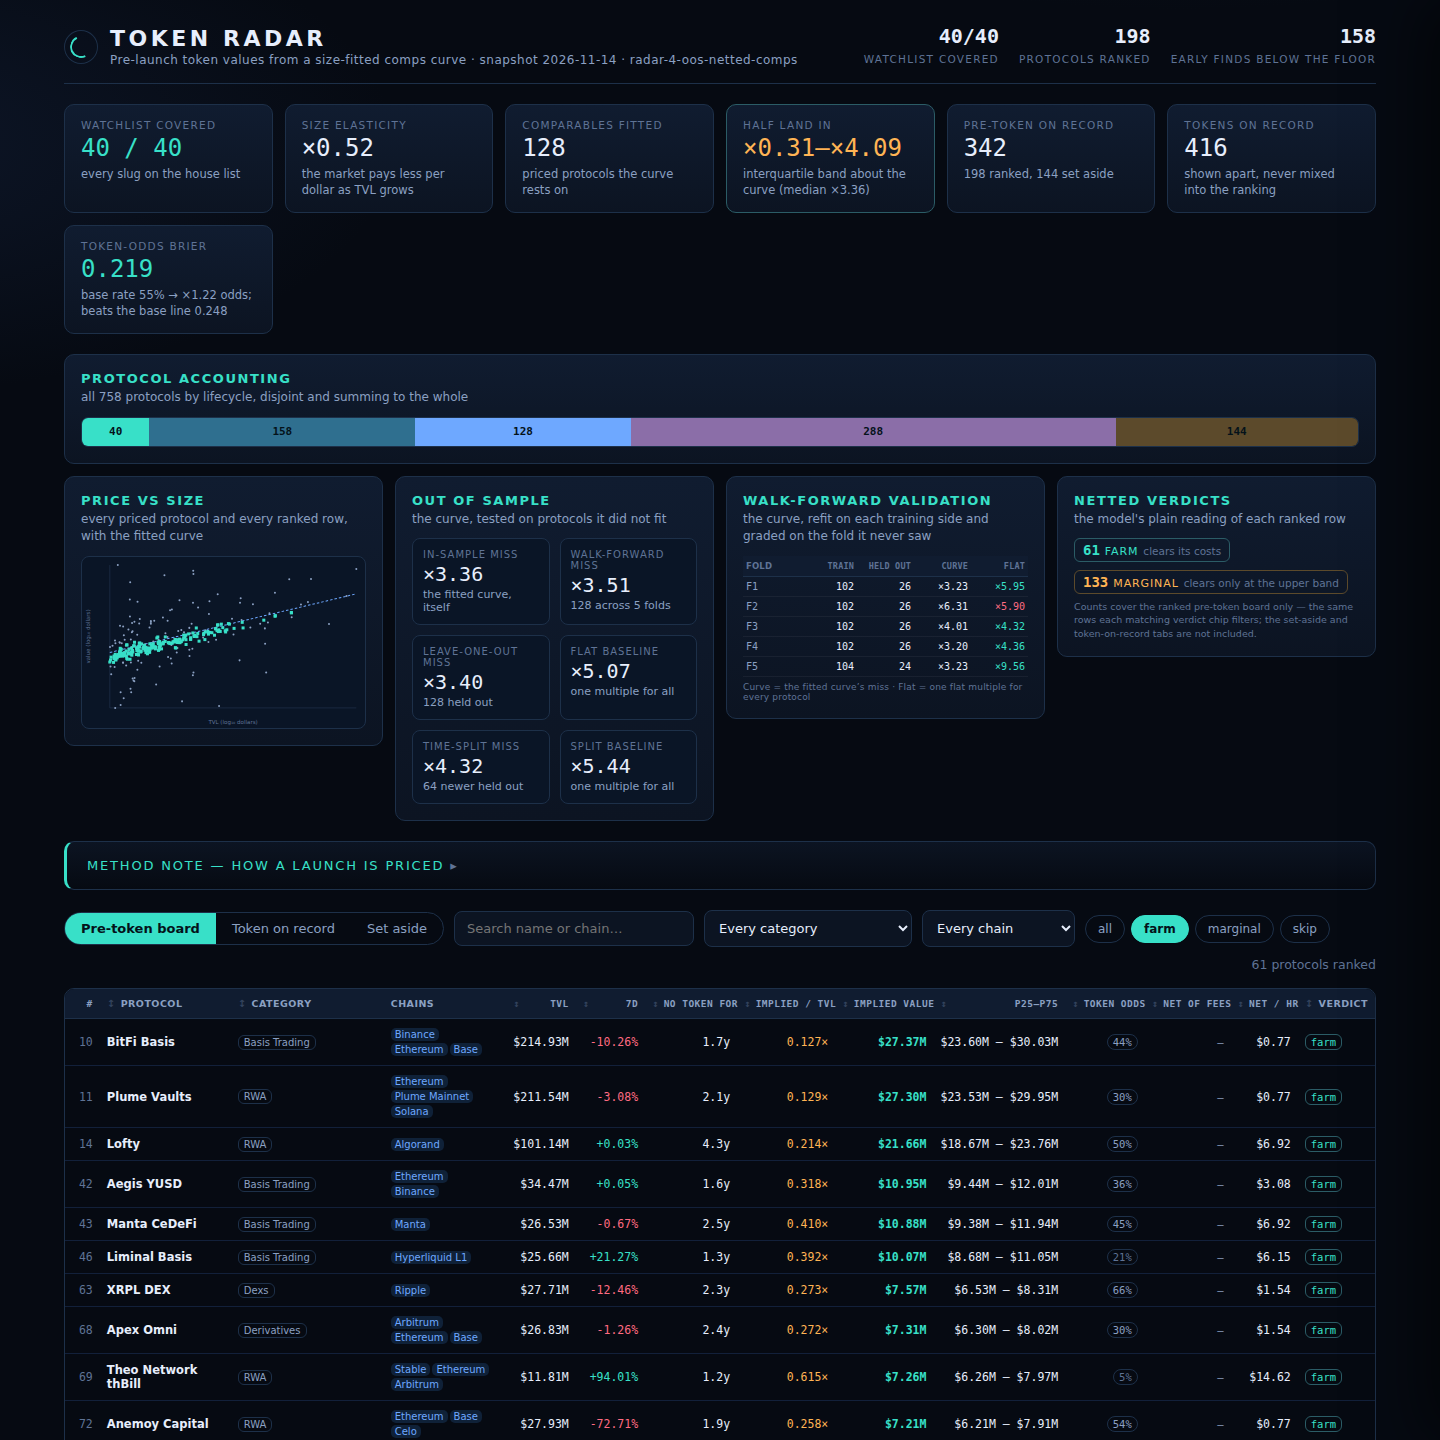 TOKEN RADAR
Pre-launch token values from a size-fitted comps curve · snapshot 2026-11-14 · radar-4-oos-netted-comps
40/40
WATCHLIST COVERED
198
PROTOCOLS RANKED
158
EARLY FINDS BELOW THE FLOOR
WATCHLIST COVERED
40 / 40
every slug on the house list
SIZE ELASTICITY
×0.52
the market pays less per
dollar as TVL grows
COMPARABLES FITTED
128
priced protocols the curve
rests on
HALF LAND IN
×0.31—×4.09
interquartile band about the
curve (median ×3.36)
PRE-TOKEN ON RECORD
342
198 ranked, 144 set aside
TOKENS ON RECORD
416
shown apart, never mixed
into the ranking
TOKEN-ODDS BRIER
0.219
base rate 55% → ×1.22 odds;
beats the base line 0.248
PROTOCOL ACCOUNTING
all 758 protocols by lifecycle, disjoint and summing to the whole
40 158 128 288 144
PRICE VS SIZE
every priced protocol and every ranked row,
with the fitted curve
value (log₁₀ dollars)
TVL (log₁₀ dollars)
OUT OF SAMPLE
the curve, tested on protocols it did not fit
IN-SAMPLE MISS
×3.36
the fitted curve,
itself
WALK-FORWARD
MISS
×3.51
128 across 5 folds
LEAVE-ONE-OUT
MISS
×3.40
128 held out
FLAT BASELINE
×5.07
one multiple for all
TIME-SPLIT MISS
×4.32
64 newer held out
SPLIT BASELINE
×5.44
one multiple for all
WALK-FORWARD VALIDATION
the curve, refit on each training side and
graded on the fold it never saw
FOLD TRAIN HELD OUT CURVE FLAT
F1 102 26 ×3.23 ×5.95
F2 102 26 ×6.31 ×5.90
F3 102 26 ×4.01 ×4.32
F4 102 26 ×3.20 ×4.36
F5 104 24 ×3.23 ×9.56
Curve = the fitted curve's miss · Flat = one flat multiple for
every protocol
NETTED VERDICTS
the model's plain reading of each ranked row
61 FARM clears its costs
133 MARGINAL clears only at the upper band
Counts cover the ranked pre-token board only — the same
rows each matching verdict chip filters; the set-aside and
token-on-record tabs are not included.
METHOD NOTE — HOW A LAUNCH IS PRICED ▸
Pre-token board Token on record Set aside Search name or chain... Every category Every chain all farm marginal skip
61 protocols ranked
# ↕ PROTOCOL ↕ CATEGORY CHAINS ↕ TVL ↕ 7D ↕ NO TOKEN FOR ↕ IMPLIED / TVL ↕ IMPLIED VALUE ↕ P25—P75 ↕ TOKEN ODDS ↕ NET OF FEES ↕ NET / HR ↕ VERDICT
10 BitFi Basis Basis Trading Binance Ethereum Base $214.93M -10.26% 1.7y 0.127× $27.37M $23.60M — $30.03M 44% — $0.77 farm
11 Plume Vaults RWA Ethereum Plume Mainnet Solana $211.54M -3.08% 2.1y 0.129× $27.30M $23.53M — $29.95M 30% — $0.77 farm
14 Lofty RWA Algorand $101.14M +0.03% 4.3y 0.214× $21.66M $18.67M — $23.76M 50% — $6.92 farm
42 Aegis YUSD Basis Trading Ethereum Binance $34.47M +0.05% 1.6y 0.318× $10.95M $9.44M — $12.01M 36% — $3.08 farm
43 Manta CeDeFi Basis Trading Manta $26.53M -0.67% 2.5y 0.410× $10.88M $9.38M — $11.94M 45% — $6.92 farm
46 Liminal Basis Basis Trading Hyperliquid L1 $25.66M +21.27% 1.3y 0.392× $10.07M $8.68M — $11.05M 21% — $6.15 farm
63 XRPL DEX Dexs Ripple $27.71M -12.46% 2.3y 0.273× $7.57M $6.53M — $8.31M 66% — $1.54 farm
68 Apex Omni Derivatives Arbitrum Ethereum Base $26.83M -1.26% 2.4y 0.272× $7.31M $6.30M — $8.02M 30% — $1.54 farm
69 Theo Network thBill RWA Stable Ethereum Arbitrum $11.81M +94.01% 1.2y 0.615× $7.26M $6.26M — $7.97M 5% — $14.62 farm
72 Anemoy Capital RWA Ethereum Base Celo $27.93M -72.71% 1.9y 0.258× $7.21M $6.21M — $7.91M 54% — $0.77 farm